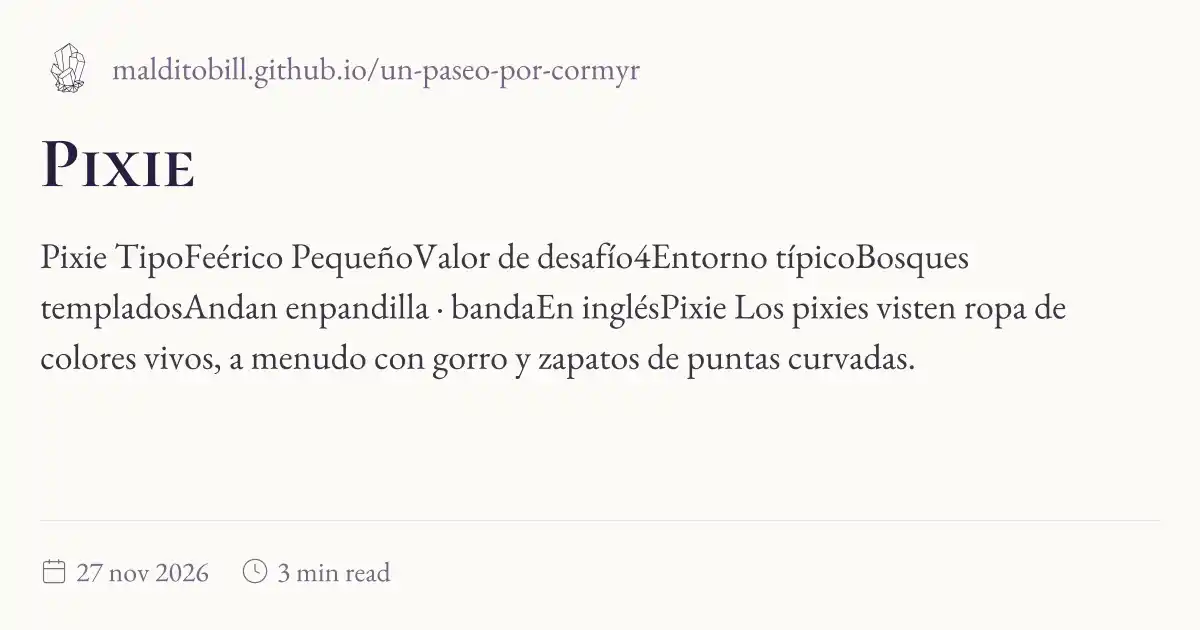 malditobill.github.io/un-paseo-por-cormyr
Pixie
Pixie TipoFeérico PequeñoValor de desafío4Entorno típicoBosques
templadosAndan enpandilla · bandaEn inglésPixie Los pixies visten ropa de
colores vivos, a menudo con gorro y zapatos de puntas curvadas.
27 nov 2026
3 min read